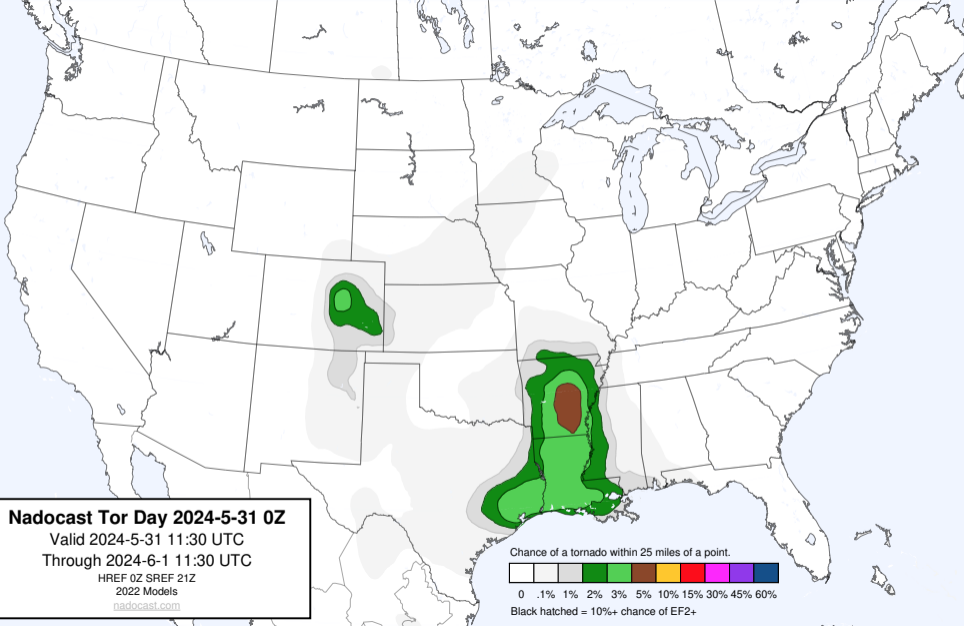 Nadocast Tor Day 2024-5-31 0Z
Valid 2024-5-31 11:30 UTC
Through 2024-6-1 11:30 UTC
HREF 0Z SREF 21Z
2022 Models
nadocast.com
Chance of a tornado within 25 miles of a point.
0 .1% 1% 2% 3% 5% 10% 15% 30% 45% 60%
Black hatched = 10%+ chance of EF2+